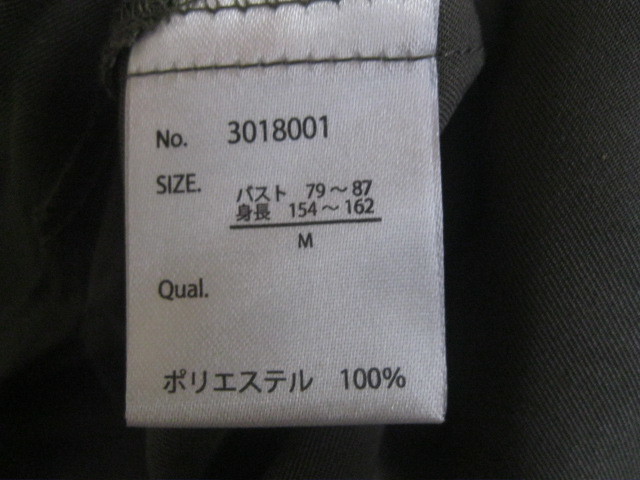 No. 3018001
SIZE. バスト 79～87
身長 154～162
M
Qual.
ポリエステル 100%